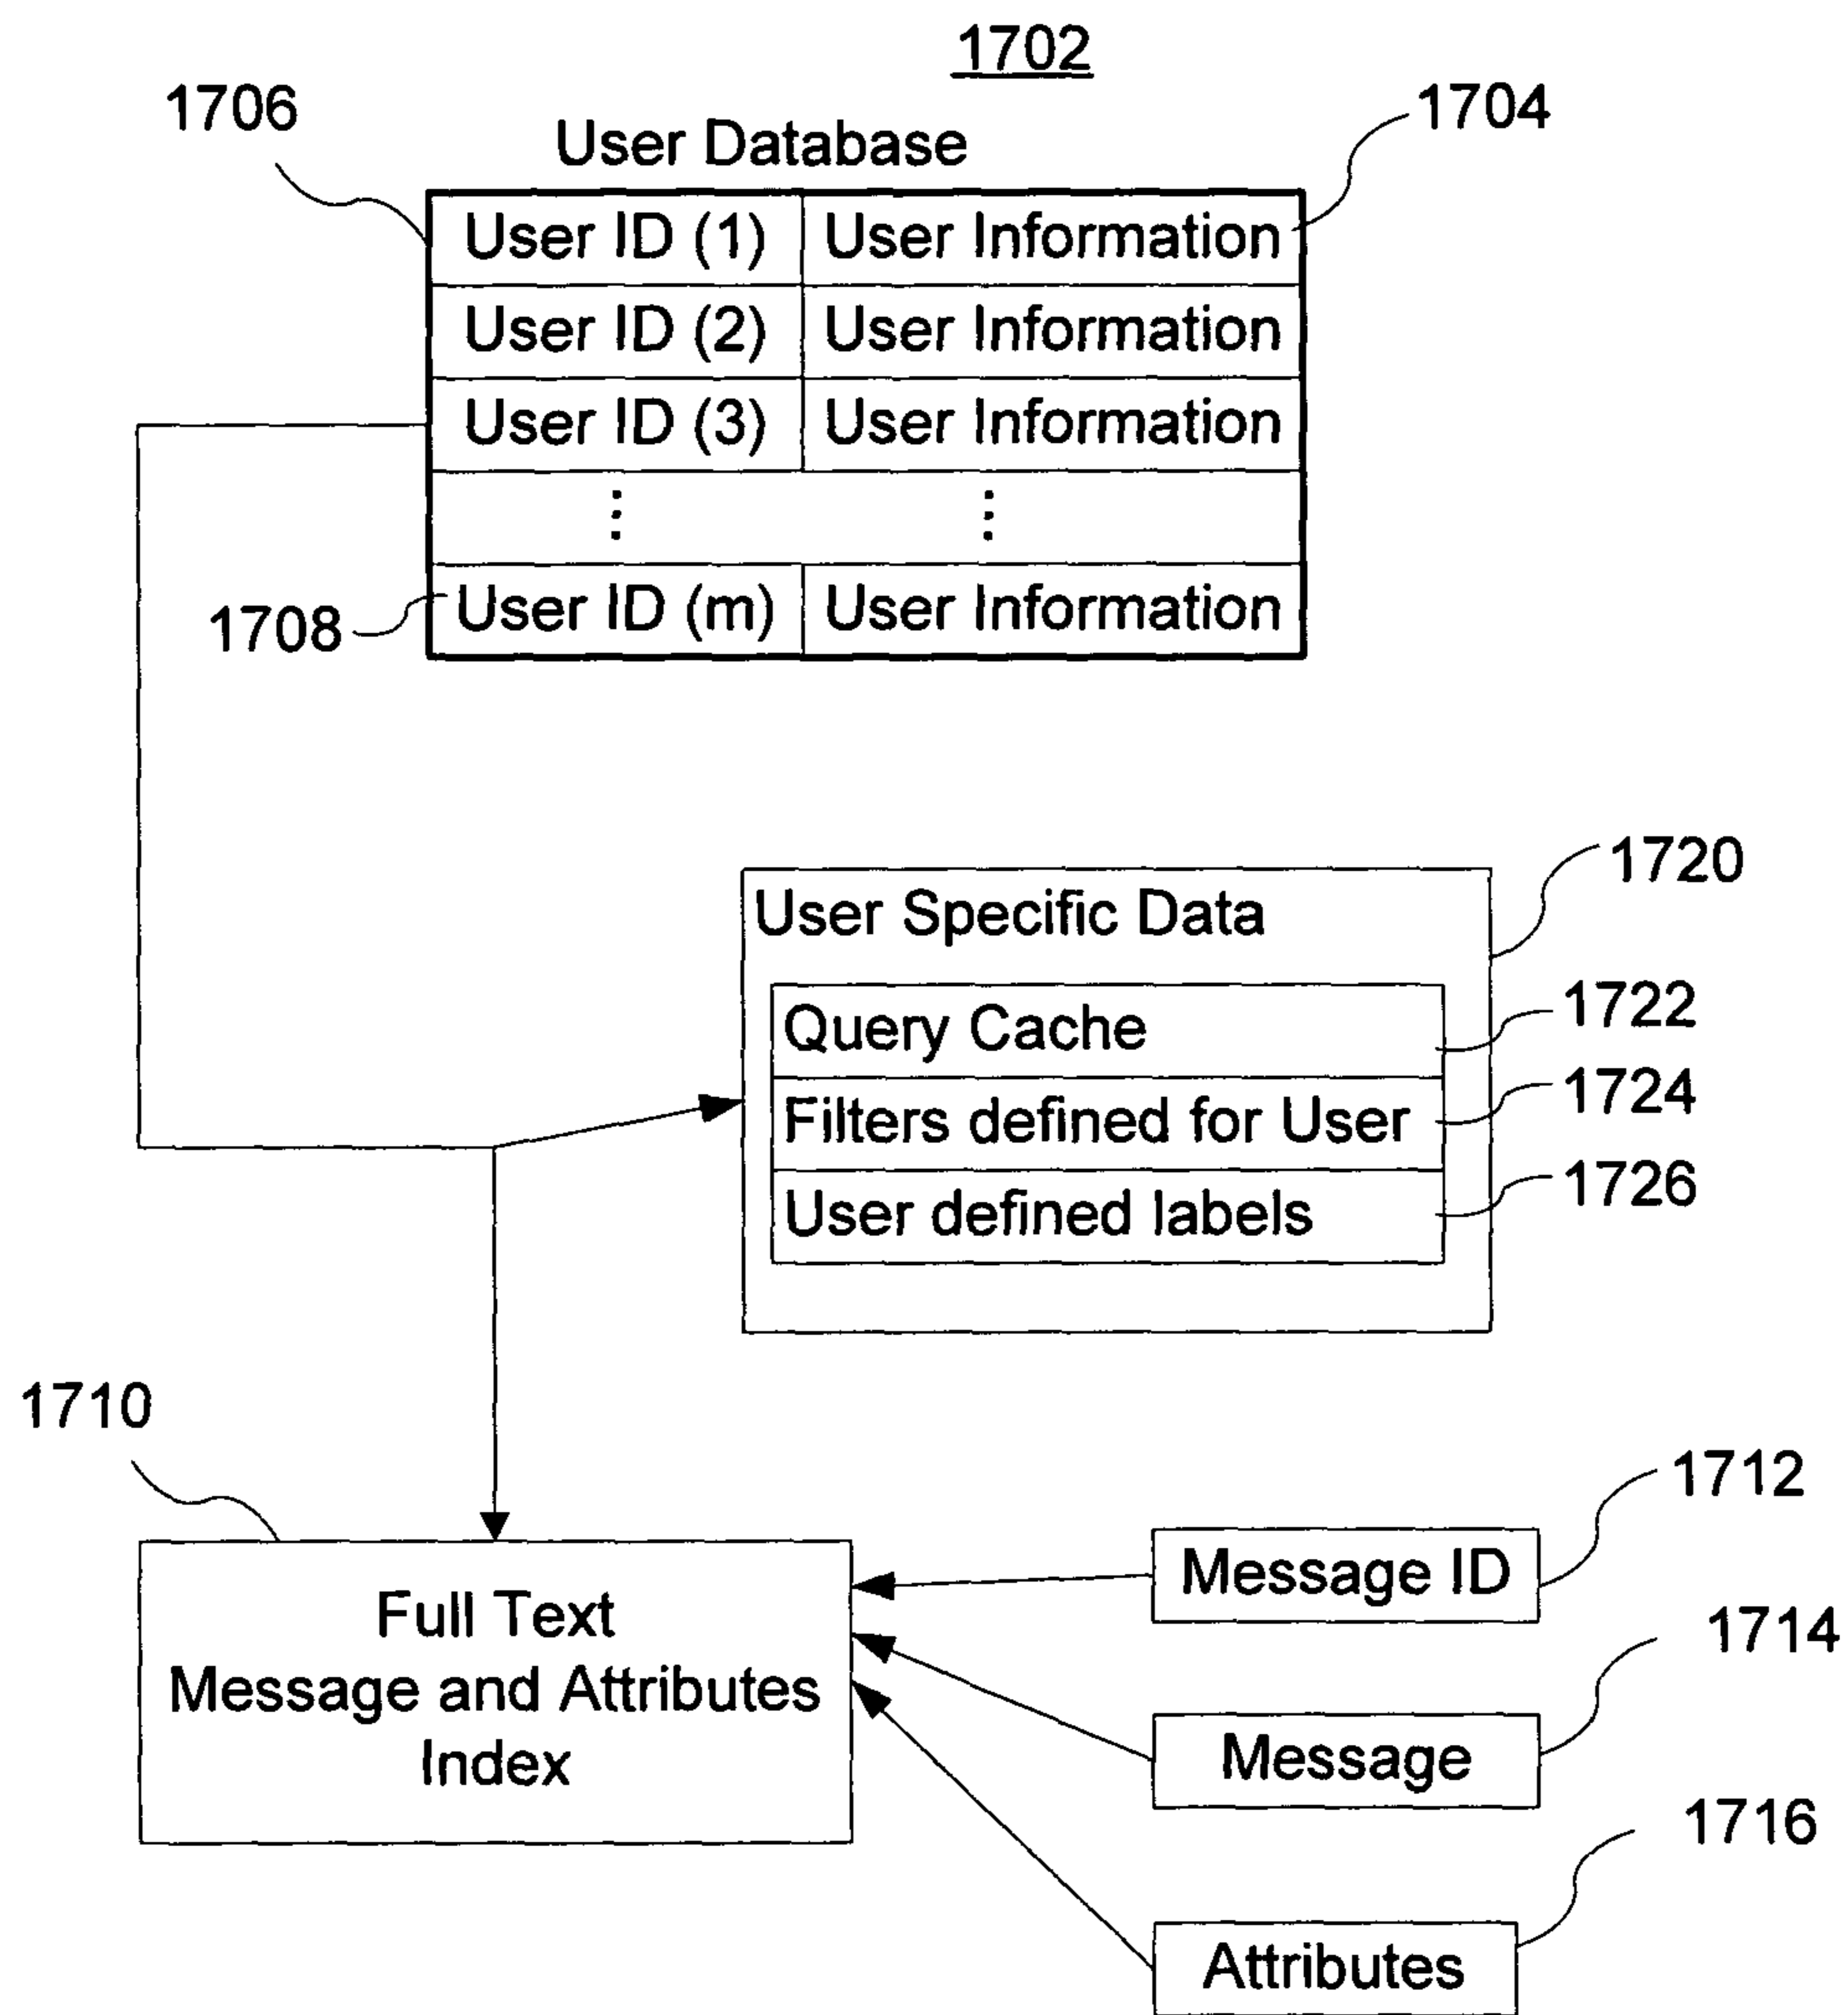 1702
1706
1704
User Database
User ID (1) User Information
User ID (2) User Information
User ID (3) User Information
⋮ ⋮
1708
User ID (m) User Information
1720
User Specific Data
Query Cache
1722
Filters defined for User
1724
User defined labels
1726
1710
Full Text
Message and Attributes
Index
1712
Message ID
1714
Message
1716
Attributes